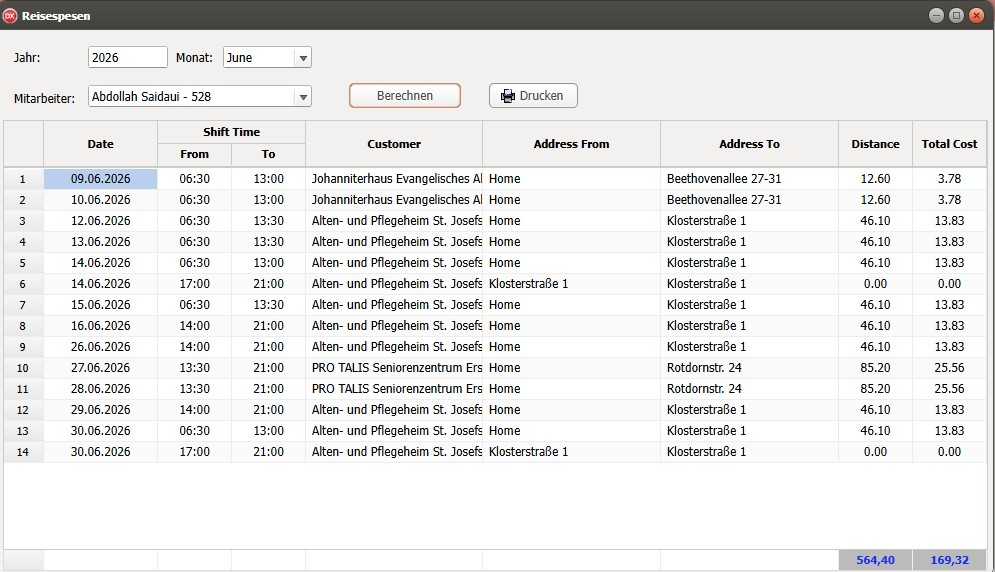 DX Reisespesen
Jahr: 2026 Monat: June
Mitarbeiter: Abdollah Saidaui - 528 Berechnen Drucken
Date Shift Time Customer Address From Address To Distance Total Cost
From To
1 09.06.2026 06:30 13:00 Johanniterhaus Evangelisches Al Home Beethovenallee 27-31 12.60 3.78
2 10.06.2026 06:30 13:00 Johanniterhaus Evangelisches Al Home Beethovenallee 27-31 12.60 3.78
3 12.06.2026 06:30 13:30 Alten- und Pflegeheim St. Josefs Home Klosterstraße 1 46.10 13.83
4 13.06.2026 06:30 13:30 Alten- und Pflegeheim St. Josefs Home Klosterstraße 1 46.10 13.83
5 14.06.2026 06:30 13:00 Alten- und Pflegeheim St. Josefs Home Klosterstraße 1 46.10 13.83
6 14.06.2026 17:00 21:00 Alten- und Pflegeheim St. Josefs Klosterstraße 1 Klosterstraße 1 0.00 0.00
7 15.06.2026 06:30 13:30 Alten- und Pflegeheim St. Josefs Home Klosterstraße 1 46.10 13.83
8 16.06.2026 14:00 21:00 Alten- und Pflegeheim St. Josefs Home Klosterstraße 1 46.10 13.83
9 26.06.2026 14:00 21:00 Alten- und Pflegeheim St. Josefs Home Klosterstraße 1 46.10 13.83
10 27.06.2026 13:30 21:00 PRO TALIS Seniorenzentrum Ers Home Rotdornstr. 24 85.20 25.56
11 28.06.2026 13:30 21:00 PRO TALIS Seniorenzentrum Ers Home Rotdornstr. 24 85.20 25.56
12 29.06.2026 14:00 21:00 Alten- und Pflegeheim St. Josefs Home Klosterstraße 1 46.10 13.83
13 30.06.2026 06:30 13:00 Alten- und Pflegeheim St. Josefs Home Klosterstraße 1 46.10 13.83
14 30.06.2026 17:00 21:00 Alten- und Pflegeheim St. Josefs Klosterstraße 1 Klosterstraße 1 0.00 0.00
564,40 169,32